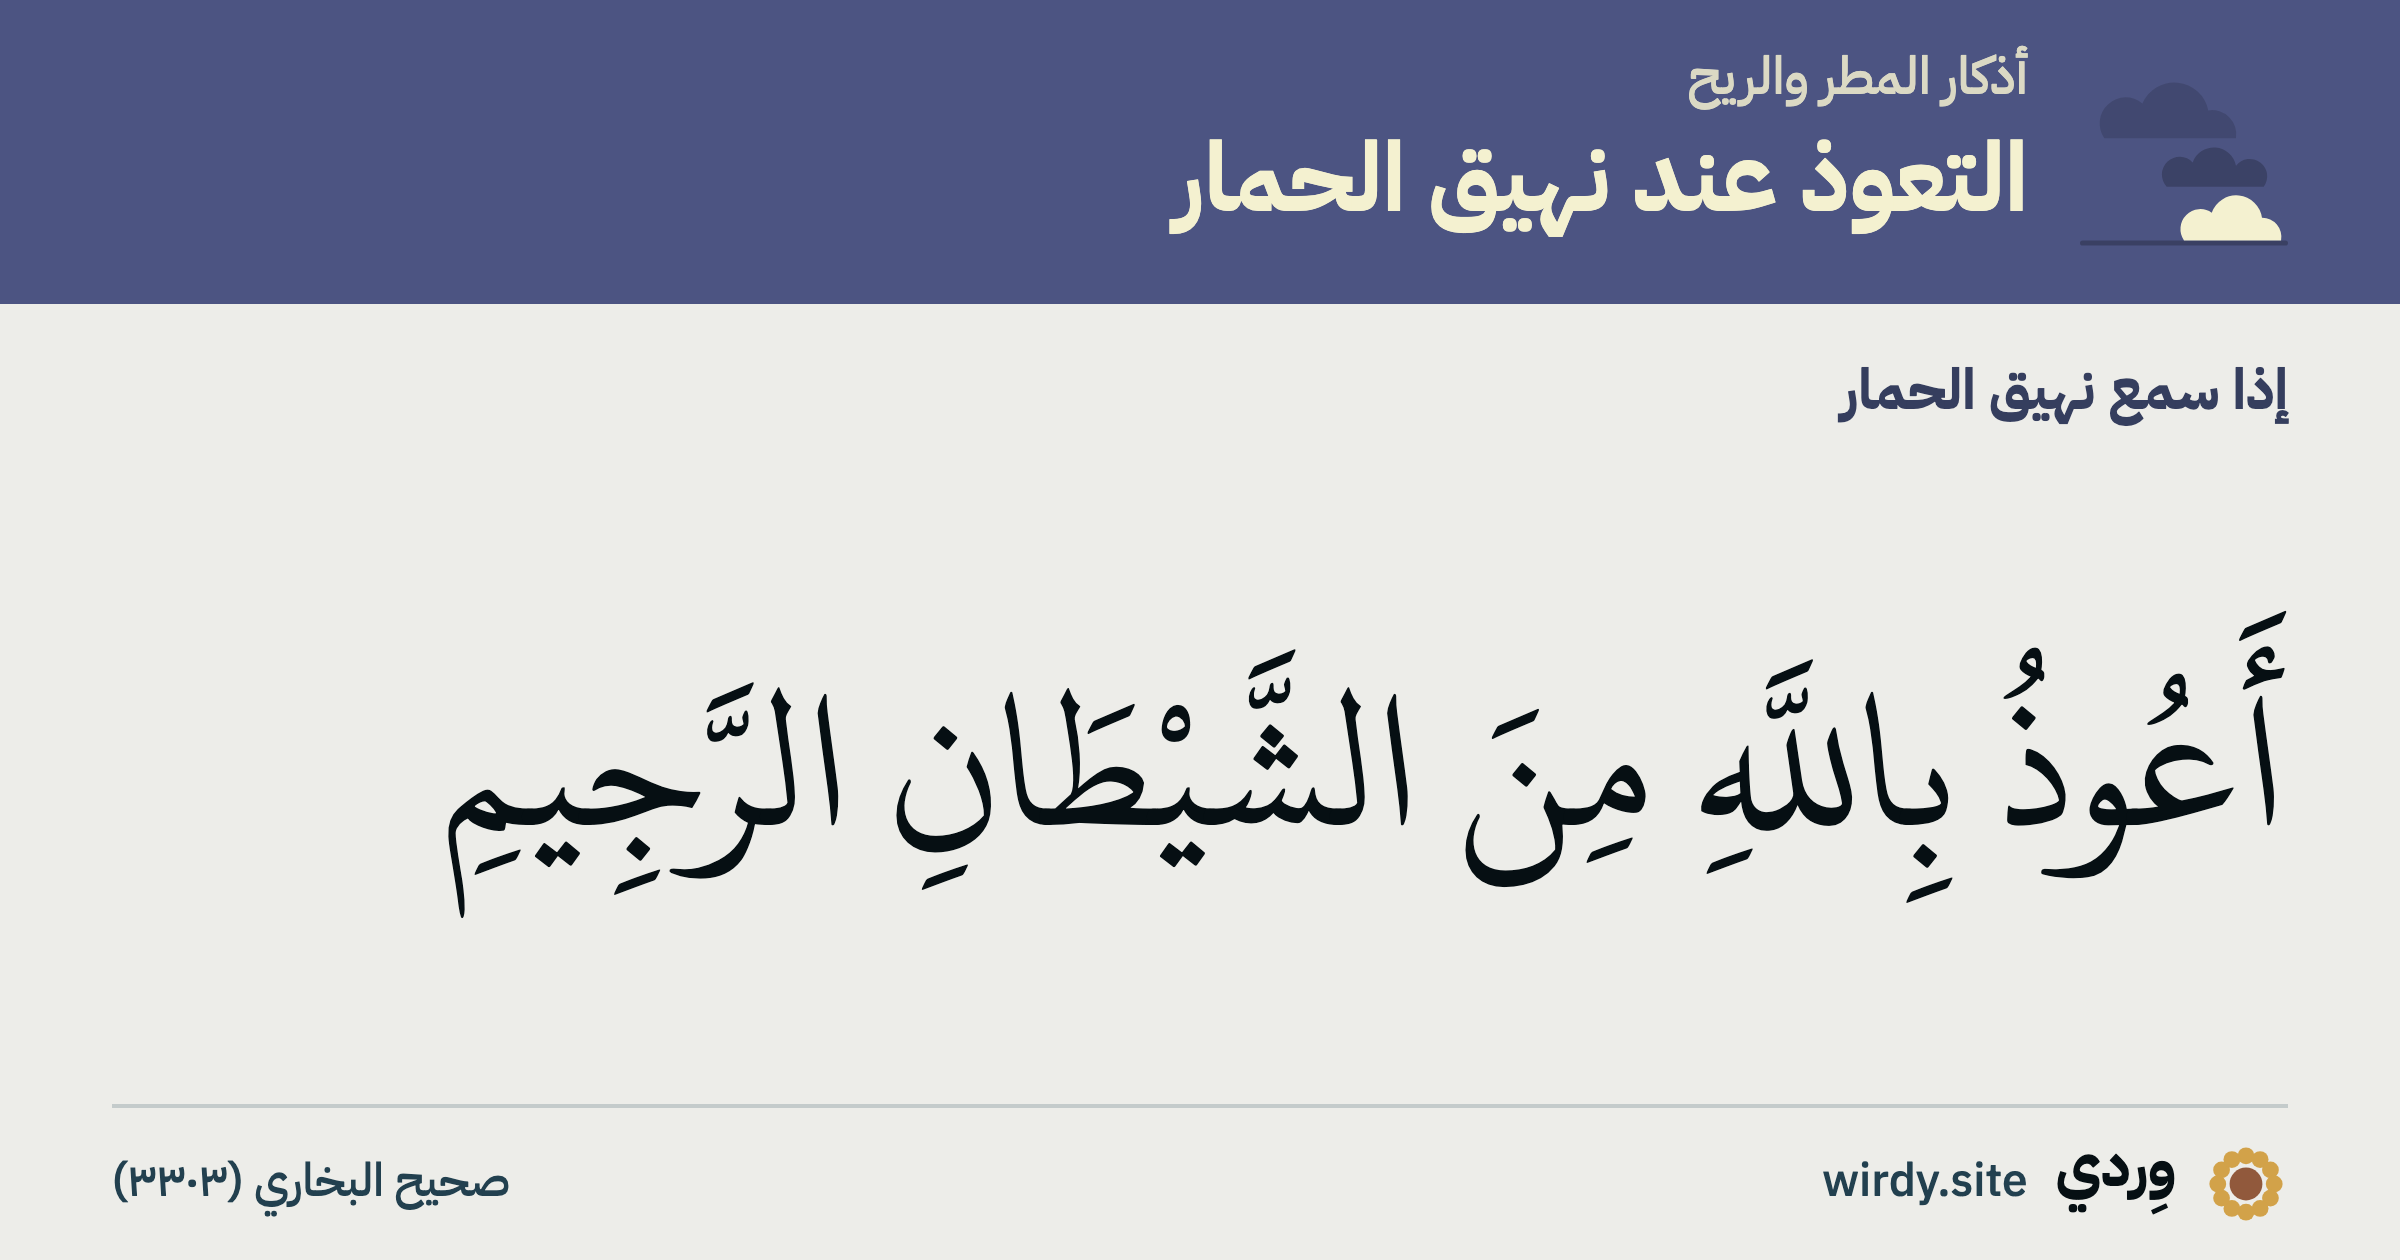 أذكار المطر والريح
التعوذ عند نهيق الحمار
إذا سمع نهيق الحمار
أَعُوذُ بِاللَّهِ مِنَ الشَّيْطَانِ الرَّجِيمِ
وِردي wirdy.site
صحيح البخاري (٣٣٠٣)